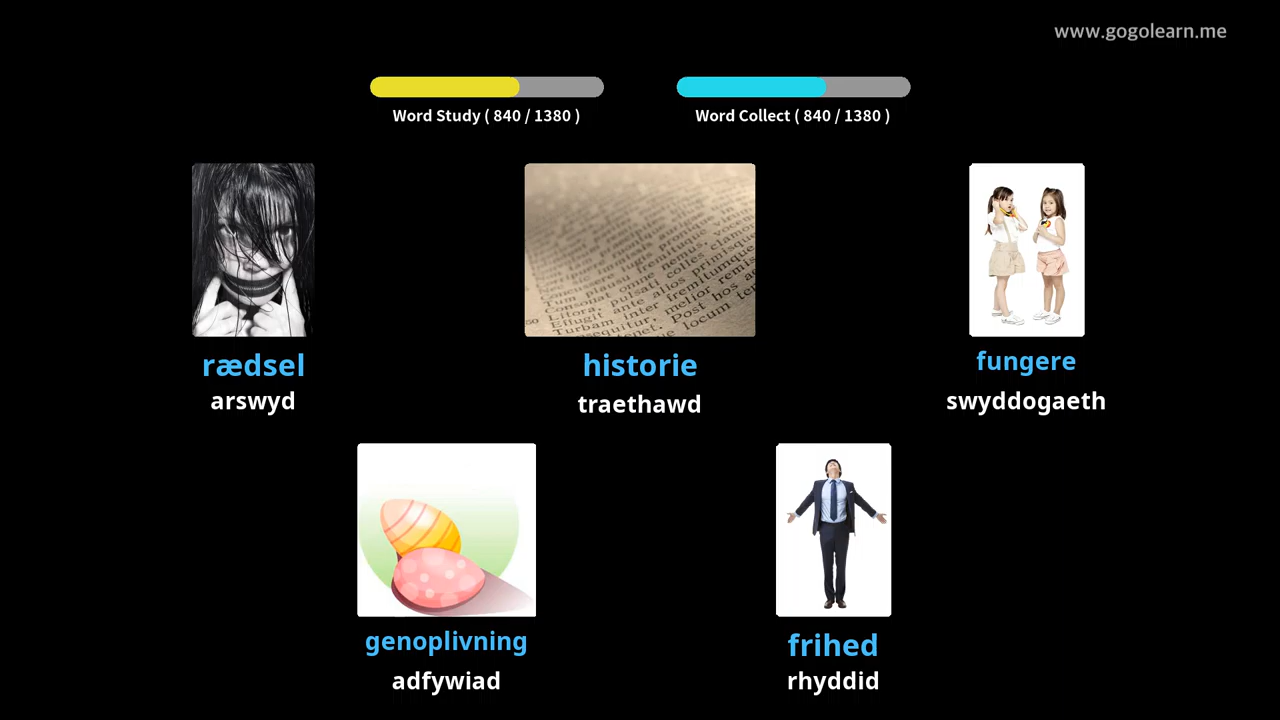 www.gogolearn.me
Word Study ( 840 / 1380 )
Word Collect ( 840 / 1380 )
rædsel
arswyd
historie
traethawd
fungere
swyddogaeth
genoplivning
adfywiad
frihed
rhyddid